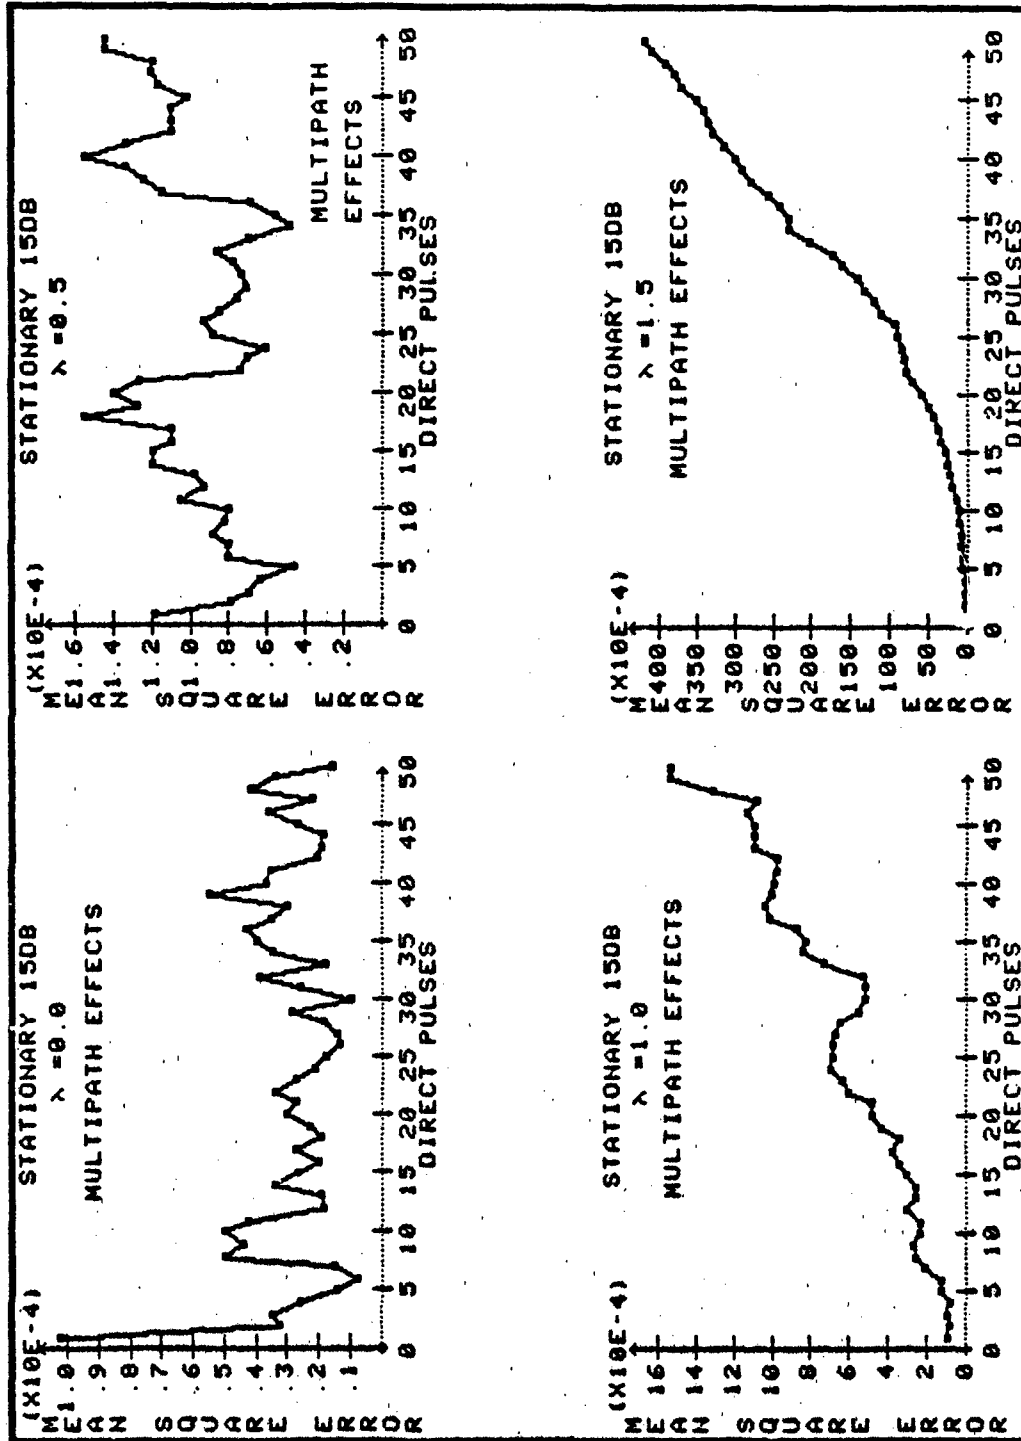 STATIONARY 15DB
λ =0.0
MULTIPATH EFFECTS
(X10E-4)
MEAN SQUARE ERROR
1.0
.9
.8
.7
.6
.5
.4
.3
.2
.1
0 5 10 15 20 25 30 35 40 45 50
DIRECT PULSES
STATIONARY 15DB
λ =0.5
MULTIPATH
EFFECTS
(X10E-4)
MEAN SQUARE ERROR
1.6
1.4
1.2
1.0
.8
.6
.4
.2
0 5 10 15 20 25 30 35 40 45 50
DIRECT PULSES
STATIONARY 15DB
λ =1.0
MULTIPATH EFFECTS
(X10E-4)
MEAN SQUARE ERROR
16
14
12
10
8
6
4
2
0
0 5 10 15 20 25 30 35 40 45 50
DIRECT PULSES
STATIONARY 15DB
λ =1.5
MULTIPATH EFFECTS
(X10E-4)
MEAN SQUARE ERROR
400
350
300
250
200
150
100
50
0
0 5 10 15 20 25 30 35 40 45 50
DIRECT PULSES